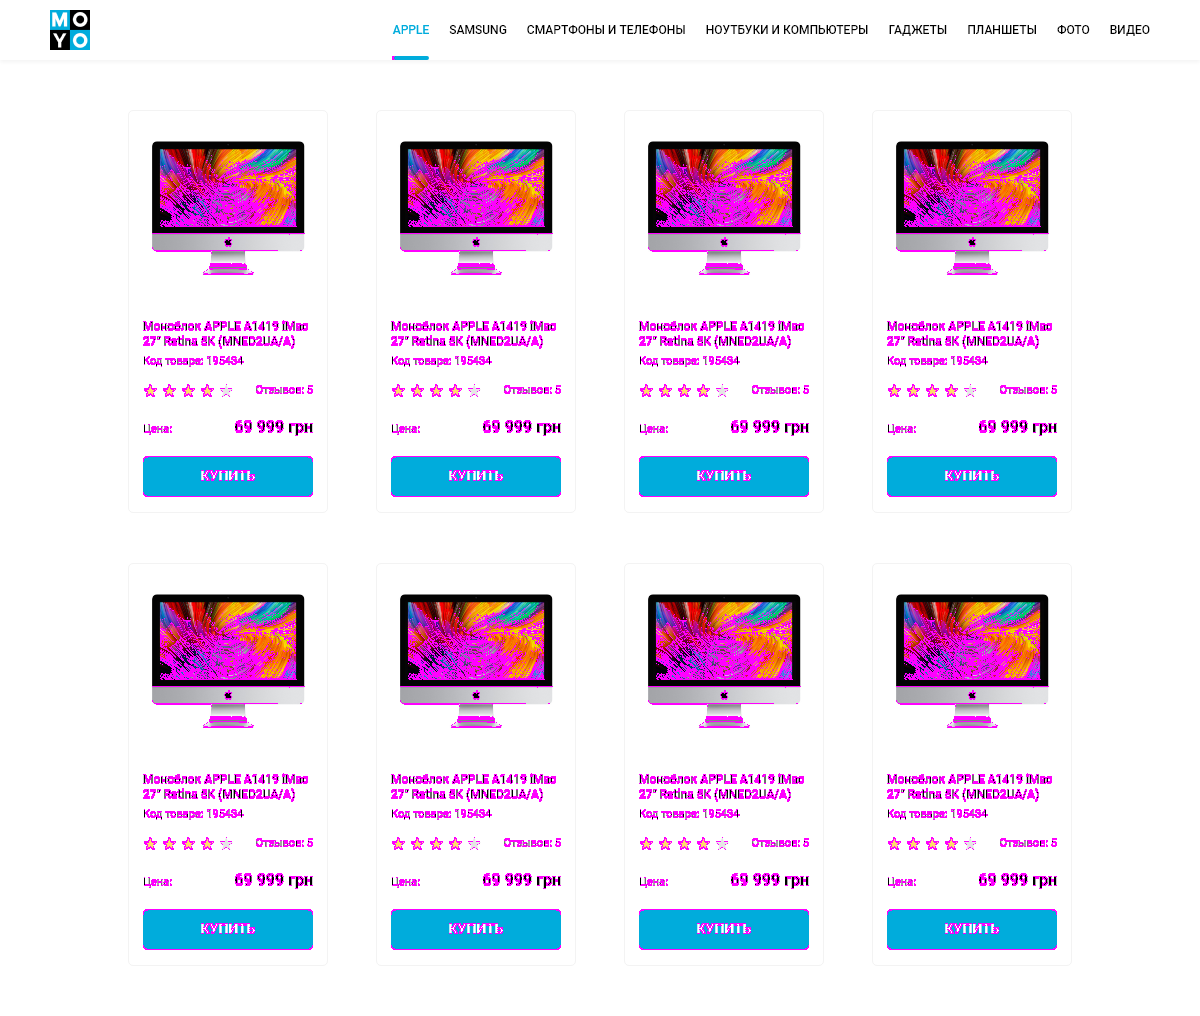 MO
YO
APPLE SAMSUNG СМАРТФОНЫ И ТЕЛЕФОНЫ НОУТБУКИ И КОМПЬЮТЕРЫ ГАДЖЕТЫ ПЛАНШЕТЫ ФОТО ВИДЕО
Моноблок APPLE A1419 iMac
27" Retina 5K (MNED2UA/A)
Код товара: 195434
Отзывов: 5
Цена: 69 999 грн
КУПИТЬ
Моноблок APPLE A1419 iMac
27" Retina 5K (MNED2UA/A)
Код товара: 195434
Отзывов: 5
Цена: 69 999 грн
КУПИТЬ
Моноблок APPLE A1419 iMac
27" Retina 5K (MNED2UA/A)
Код товара: 195434
Отзывов: 5
Цена: 69 999 грн
КУПИТЬ
Моноблок APPLE A1419 iMac
27" Retina 5K (MNED2UA/A)
Код товара: 195434
Отзывов: 5
Цена: 69 999 грн
КУПИТЬ
Моноблок APPLE A1419 iMac
27" Retina 5K (MNED2UA/A)
Код товара: 195434
Отзывов: 5
Цена: 69 999 грн
КУПИТЬ
Моноблок APPLE A1419 iMac
27" Retina 5K (MNED2UA/A)
Код товара: 195434
Отзывов: 5
Цена: 69 999 грн
КУПИТЬ
Моноблок APPLE A1419 iMac
27" Retina 5K (MNED2UA/A)
Код товара: 195434
Отзывов: 5
Цена: 69 999 грн
КУПИТЬ
Моноблок APPLE A1419 iMac
27" Retina 5K (MNED2UA/A)
Код товара: 195434
Отзывов: 5
Цена: 69 999 грн
КУПИТЬ